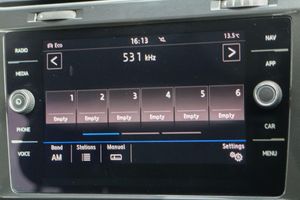 RADIO
MEDIA
PHONE
VOICE
Eco 16:13 13.5°C
531 kHz
1 2 3 4 5 6
Empty Empty Empty Empty Empty Empty
Band Stations Manual Settings
AM
NAV
APP
CAR
MENU